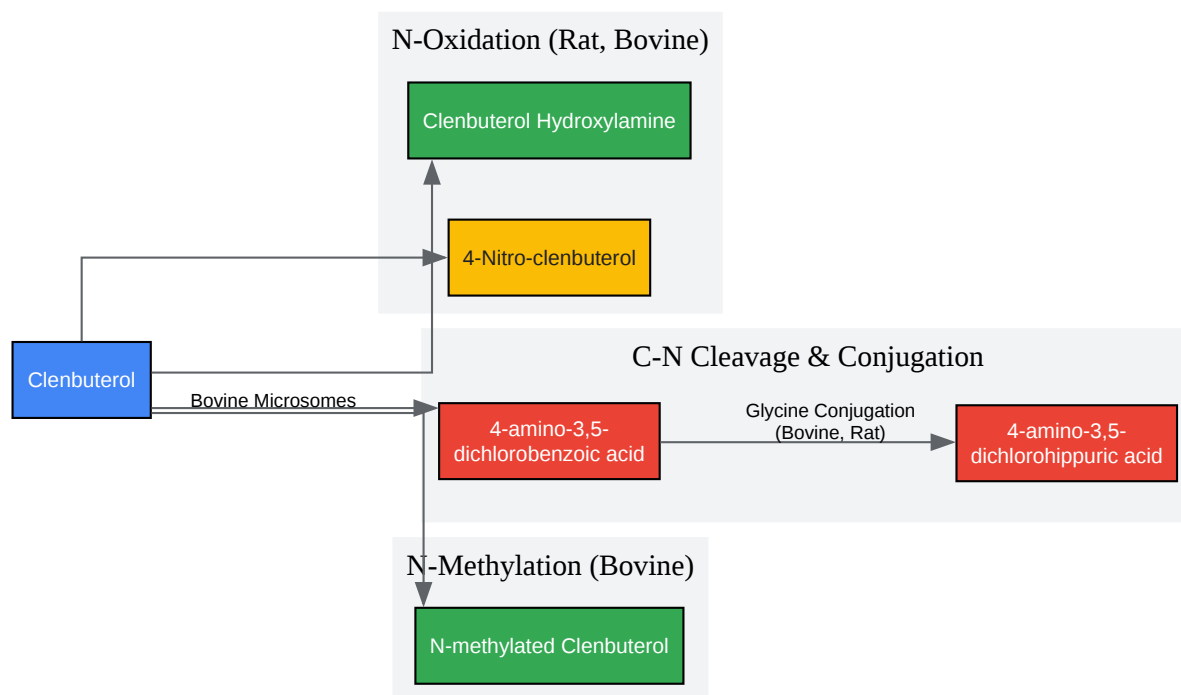 N-Oxidation (Rat, Bovine)
Clenbuterol Hydroxylamine
4-Nitro-clenbuterol
Clenbuterol
Bovine Microsomes
C-N Cleavage & Conjugation
4-amino-3,5-
dichlorobenzoic acid
Glycine Conjugation
(Bovine, Rat)
4-amino-3,5-
dichlorohippuric acid
N-Methylation (Bovine)
N-methylated Clenbuterol